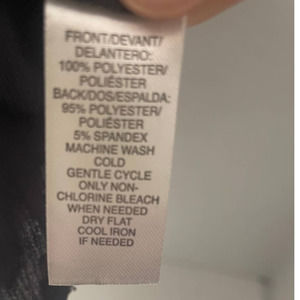 FRONT/DEVANT/
DELANTERO:
100% POLYESTER/
POLIÉSTER
BACK/DOS/ESPALDA:
95% POLYESTER/
POLIÉSTER
5% SPANDEX
MACHINE WASH
COLD
GENTLE CYCLE
ONLY NON-
CHLORINE BLEACH
WHEN NEEDED
DRY FLAT
COOL IRON
IF NEEDED